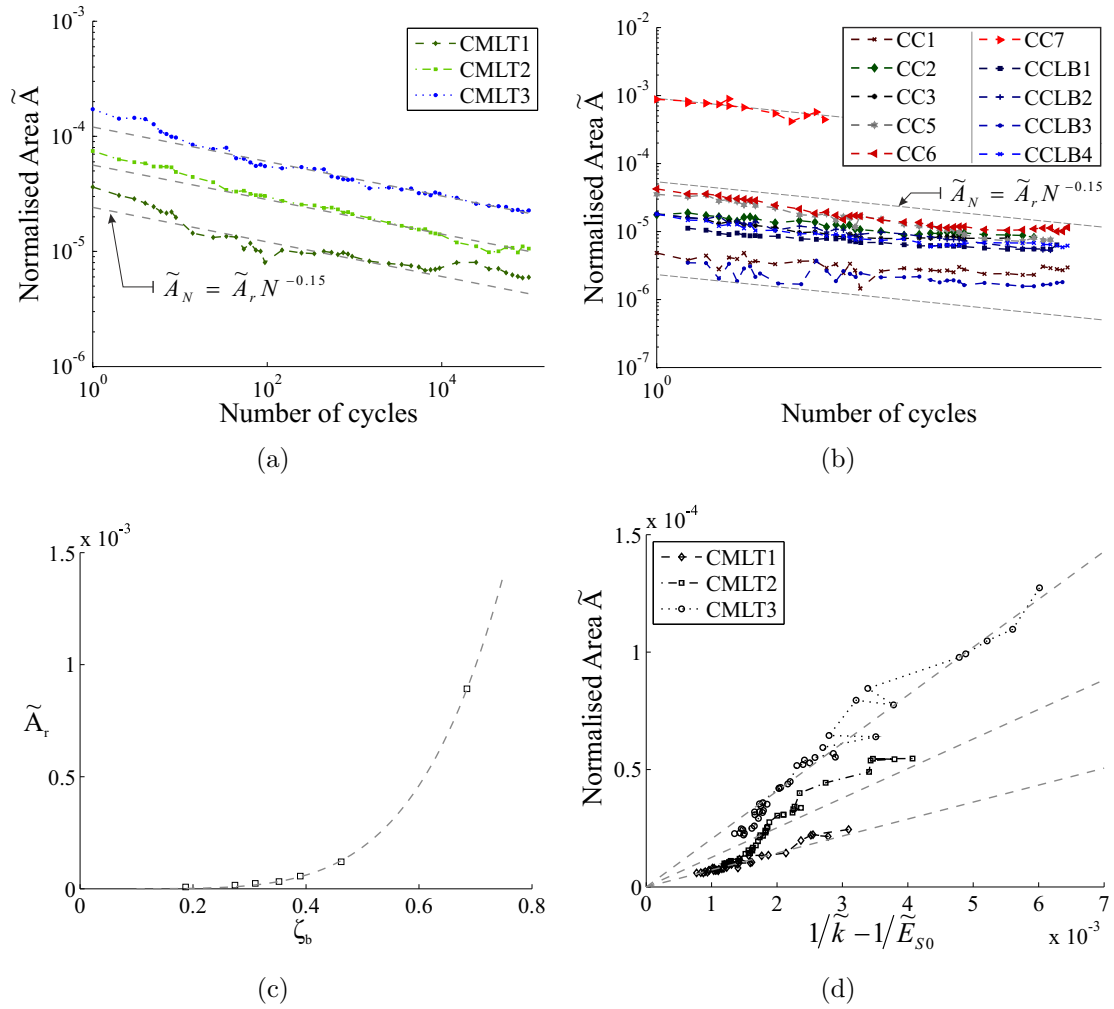 10^-3
10^-4
10^-5
10^-6
Normalised Area Ã
CMLT1
CMLT2
CMLT3
Ã_N = Ã_r N^-0.15
10^0
10^2
10^4
Number of cycles
(a)
10^-2
10^-3
10^-4
10^-5
10^-6
10^-7
Normalised Area Ã
CC1
CC2
CC3
CC5
CC6
CC7
CCLB1
CCLB2
CCLB3
CCLB4
Ã_N = Ã_r N^-0.15
10^0
Number of cycles
(b)
x 10^-3
1.5
1
0.5
0
Ã_r
0
0.2
0.4
0.6
0.8
ζ_b
(c)
x 10^-4
1.5
1
0.5
0
Normalised Area Ã
CMLT1
CMLT2
CMLT3
0
1
2
3
4
5
6
7
1/k̃ − 1/Ẽ_S0
x 10^-3
(d)